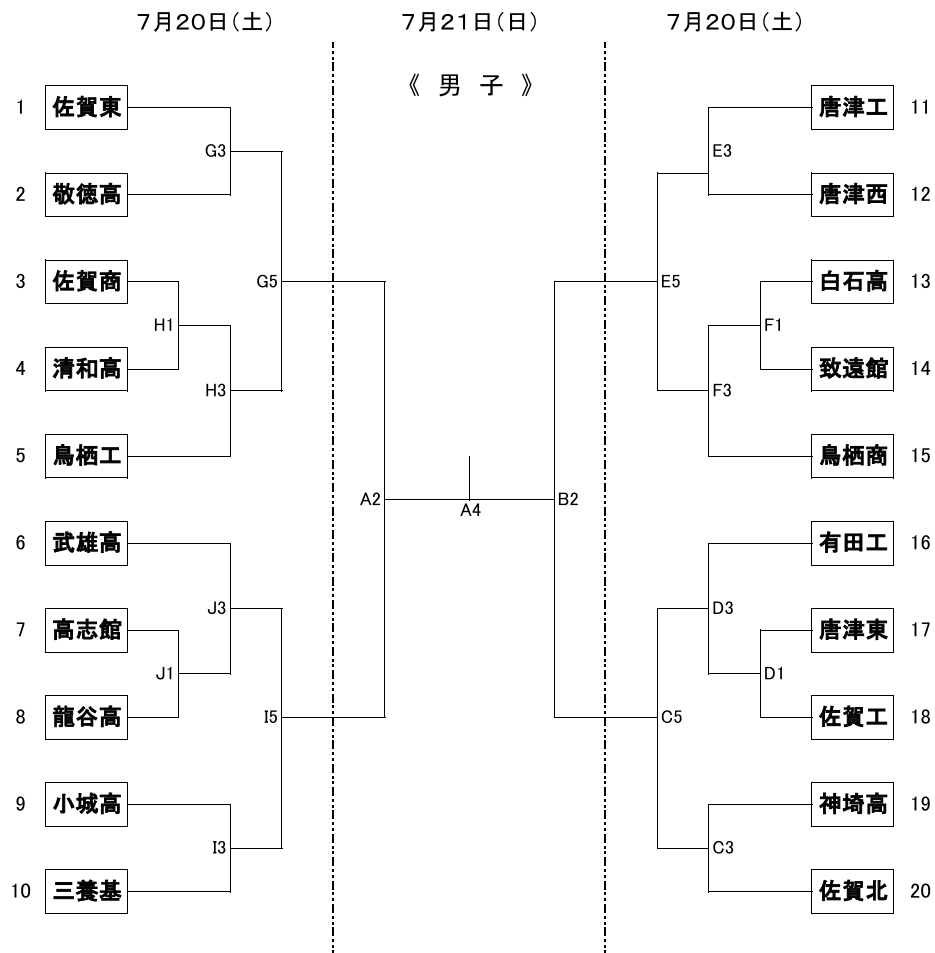 7月20日(土) 7月21日(日) 7月20日(土)
《 男 子 》
1 佐賀東 唐津工 11
G3 E3
2 敬徳高 唐津西 12
3 佐賀商 G5 E5 白石高 13
H1 F1
4 清和高 致遠館 14
H3 F3
5 鳥栖工 鳥栖商 15
A2 A4 B2
6 武雄高 有田工 16
J3 D3
7 高志館 唐津東 17
J1 D1
8 龍谷高 I5 C5 佐賀工 18
9 小城高 神埼高 19
I3 C3
10 三養基 佐賀北 20